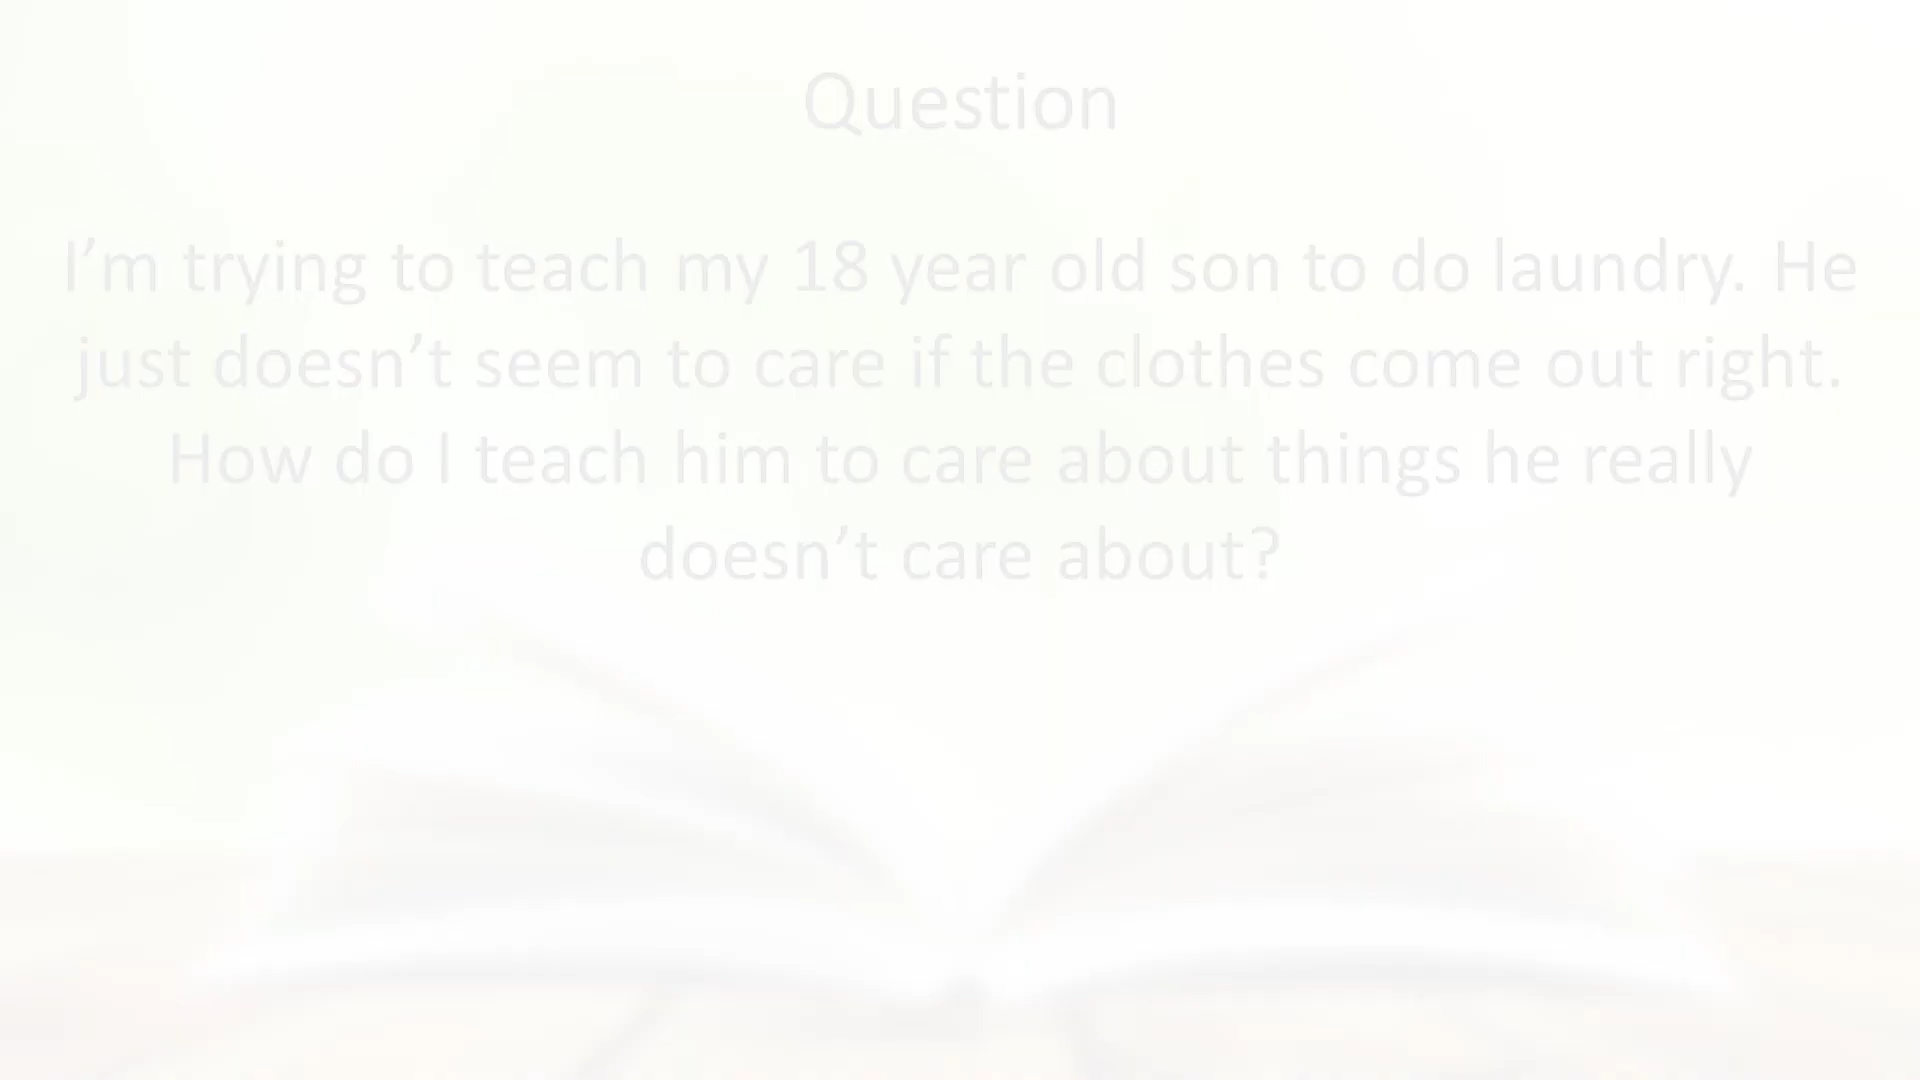 Question
I’m trying to teach my 18 year old son to do laundry. He
just doesn’t seem to care if the clothes come out right.
How do I teach him to care about things he really
doesn’t care about?